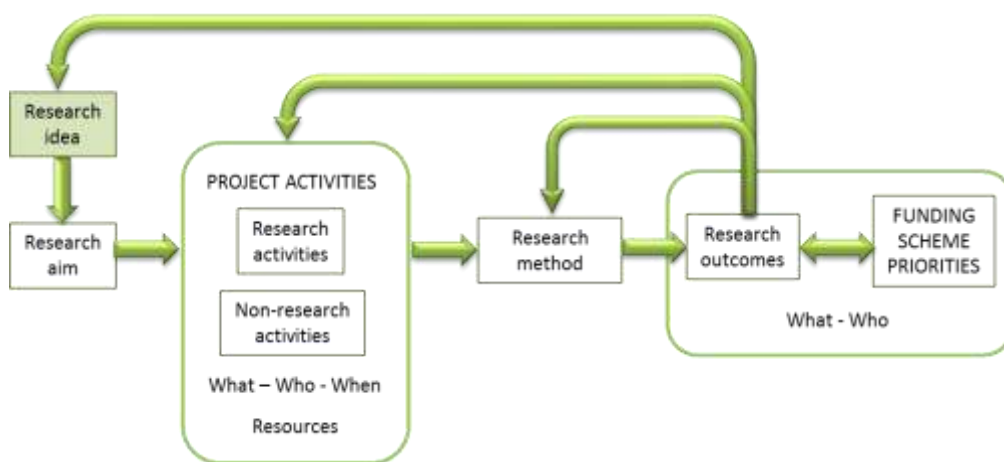 Research
idea
Research
aim
PROJECT ACTIVITIES
Research
activities
Non-research
activities
What – Who - When
Resources
Research
method
Research
outcomes
FUNDING
SCHEME
PRIORITIES
What - Who